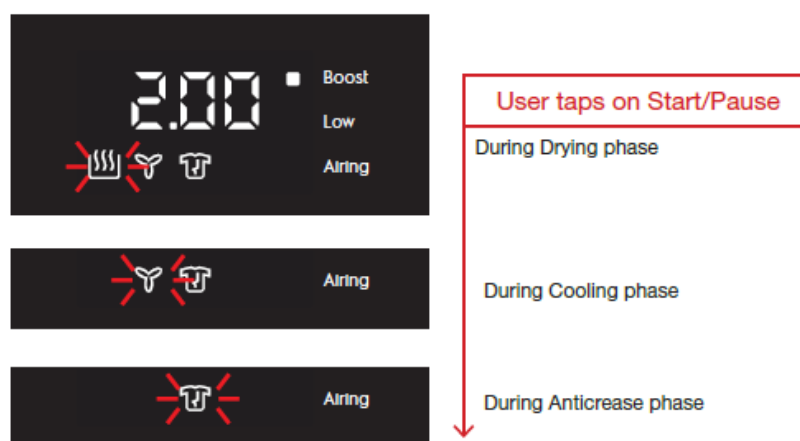 2.00
Boost
Low
Airing
User taps on Start/Pause
During Drying phase
Airing
During Cooling phase
Airing
During Anticrease phase